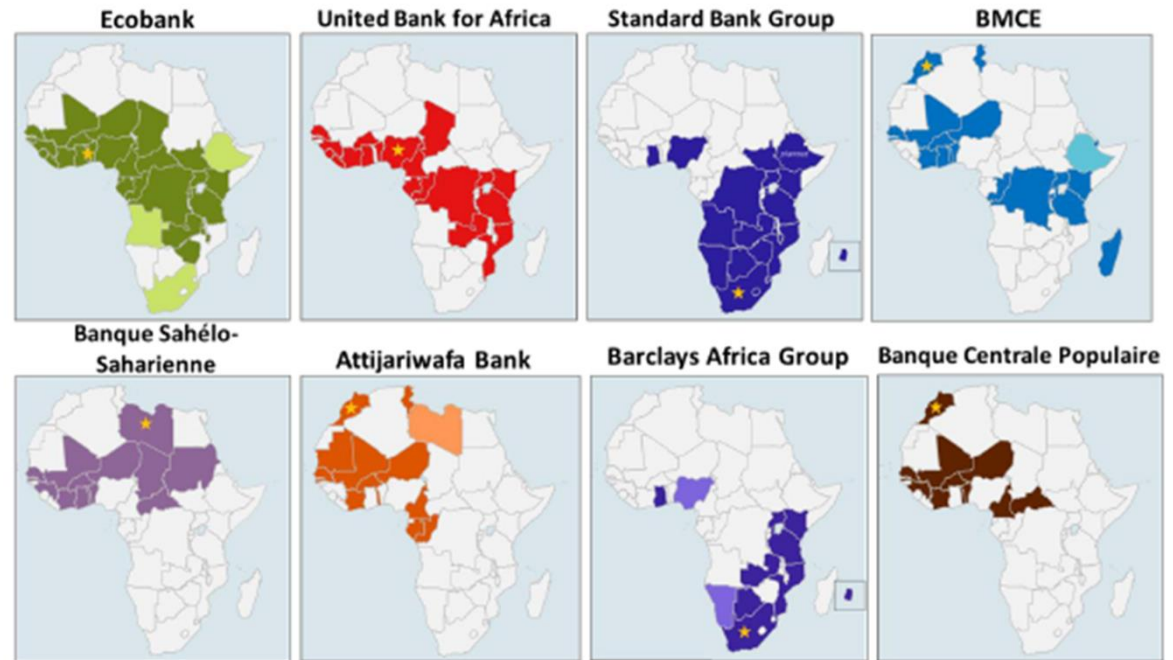 Ecobank
United Bank for Africa
Standard Bank Group
BMCE
planned
Banque Sahélo-
Saharienne
Attijariwafa Bank
Barclays Africa Group
Banque Centrale Populaire